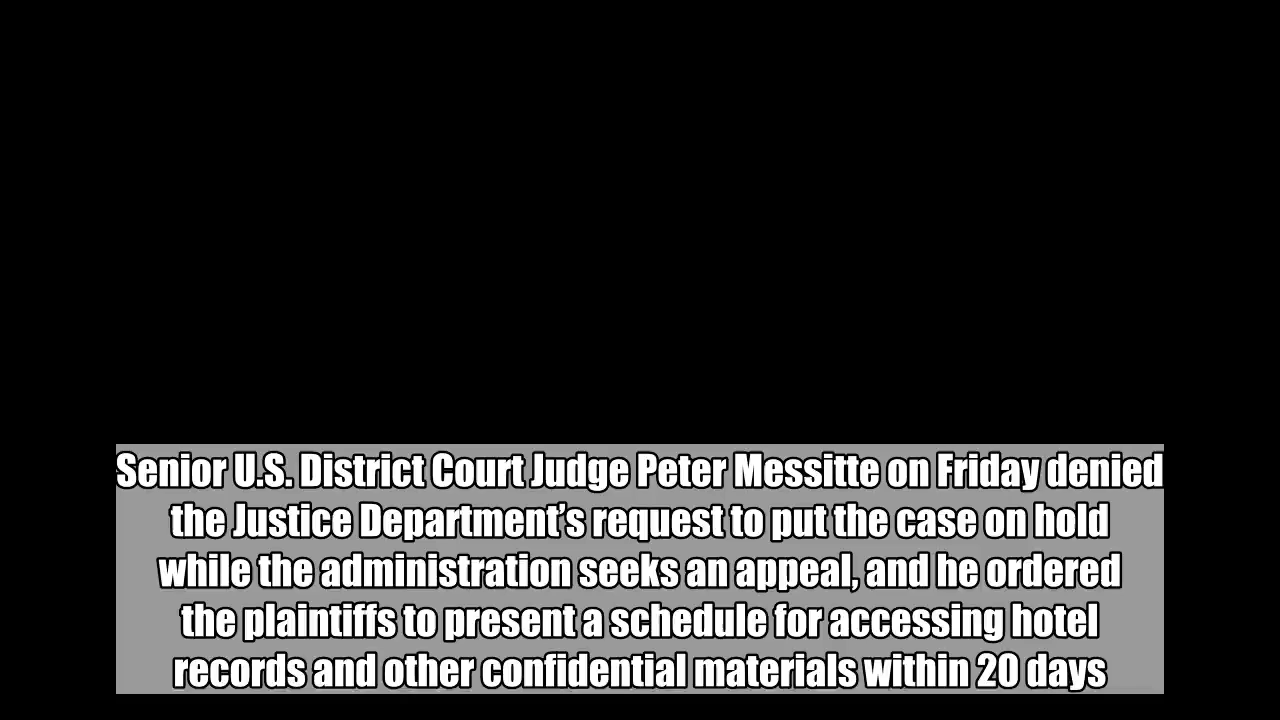 Senior U.S. District Court Judge Peter Messitte on Friday denied
the Justice Department’s request to put the case on hold
while the administration seeks an appeal, and he ordered
the plaintiffs to present a schedule for accessing hotel
records and other confidential materials within 20 days